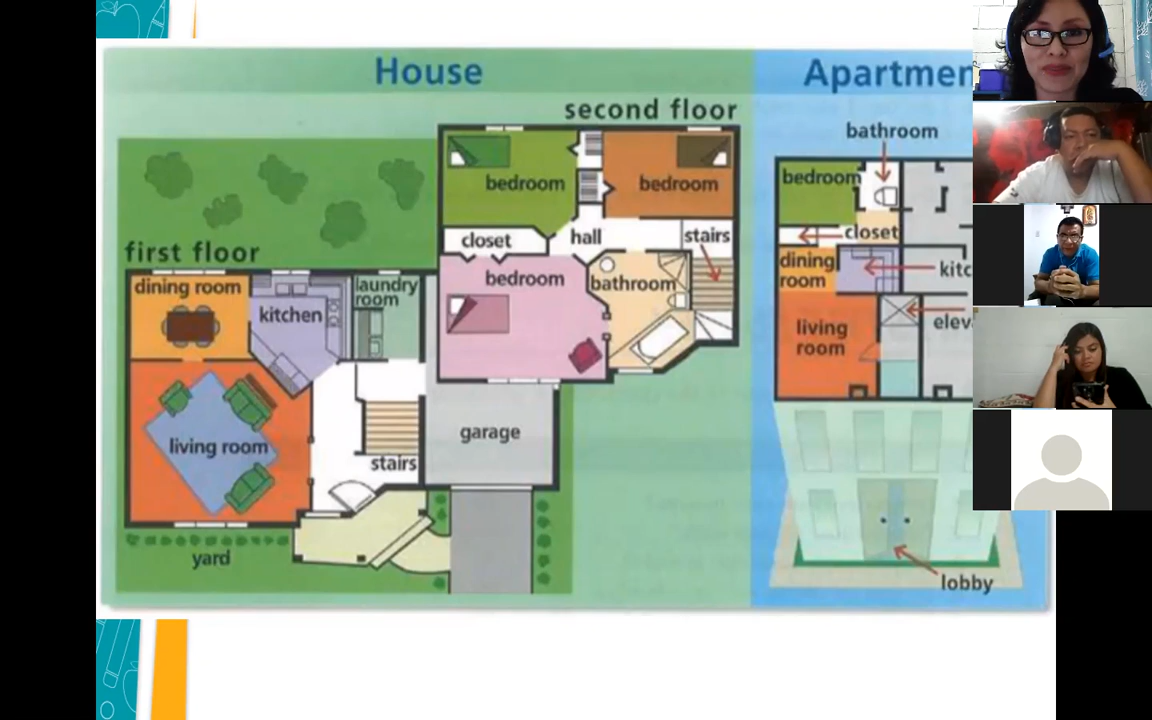 House
second floor
bedroom
bedroom
closet
hall
stairs
bedroom
bathroom
first floor
dining room
kitchen
laundry
room
living room
stairs
garage
yard
Apartmen
bathroom
bedroom
closet
dining
room
kitc
living
room
elev
lobby